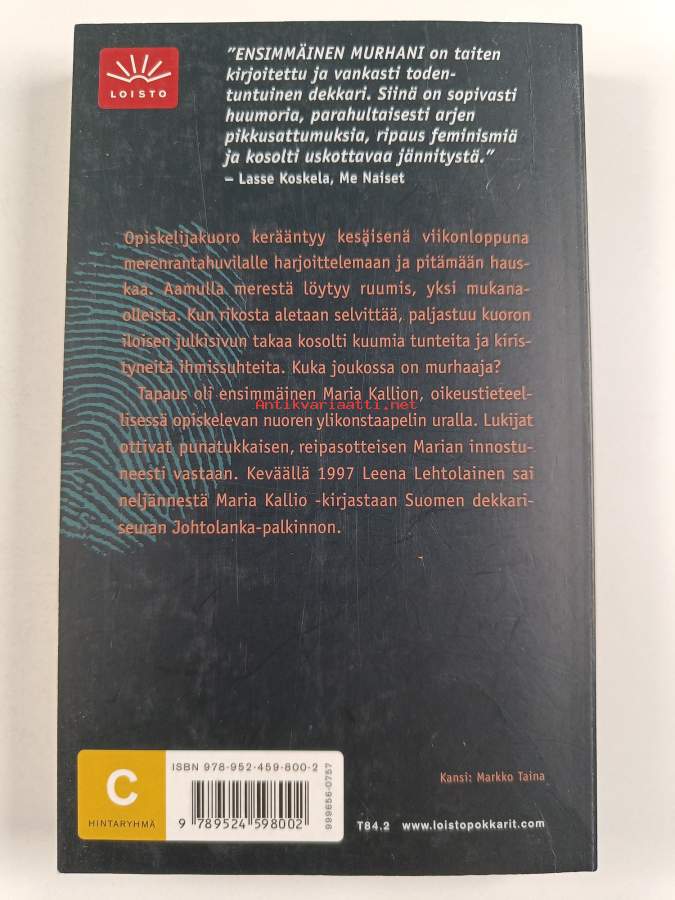 LOISTO
"ENSIMMÄINEN MURHANI on taiten
kirjoitettu ja vankasti toden-
tuntuinen dekkari. Siinä on sopivasti
huumoria, parahultaisesti arjen
pikkusattumuksia, ripaus feminismiä
ja kosolti uskottavaa jännitystä."
– Lasse Koskela, Me Naiset
Opiskelijakuoro kerääntyy kesäisenä viikonloppuna
merenrantahuvilalle harjoittelemaan ja pitämään haus-
kaa. Aamulla merestä löytyy ruumis, yksi mukana-
olleista. Kun rikosta aletaan selvittää, paljastuu kuoron
iloisen julkisivun takaa kosolti kuumia tunteita ja kiris-
tyneitä ihmissuhteita. Kuka joukossa on murhaaja?
Tapaus oli ensimmäinen Maria Kallion, oikeustieteel-
lisessä opiskelevan nuoren ylikonstaapelin uralla. Lukijat
Antikvariaatti.net
ottivat punatukkaisen, reipasotteisen Marian innostu-
neesti vastaan. Keväällä 1997 Leena Lehtolainen sai
neljännestä Maria Kallio -kirjastaan Suomen dekkari-
seuran Johtolanka-palkinnon.
C
HINTARYHMÄ
ISBN 978-952-459-800-2
9 789524 598002
999656-0757
Kansi: Markko Taina
T84.2 www.loistopokkarit.com